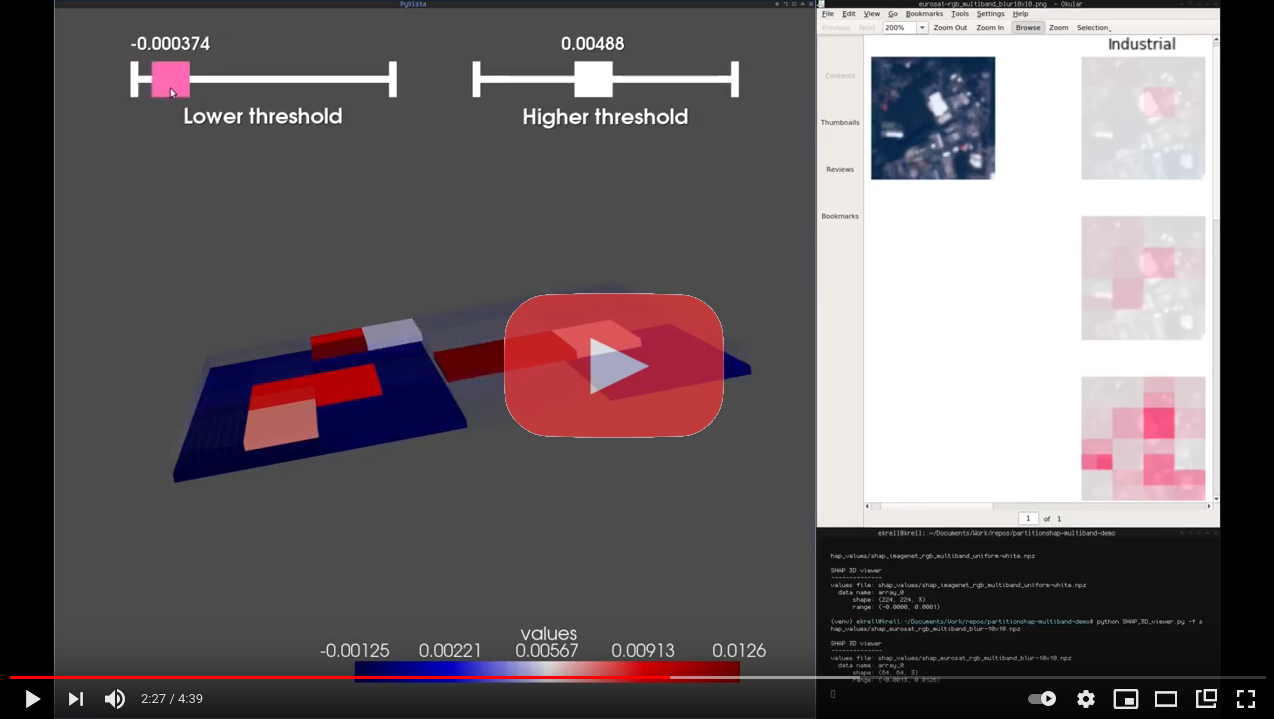 PyVista
-0.000374
0.00488
Lower threshold
Higher threshold
values
-0.00125 0.00221 0.00567 0.00913 0.0126
eurosat-rgb_multiband_blur10x10.png - Okular
File Edit View Go Bookmarks Tools Settings Help
Previous Next 200% Zoom Out Zoom In Browse Zoom Selection
Contents
Thumbnails
Reviews
Bookmarks
Industrial
1 of 1
ekrell@krell: ~/Documents/Work/repos/partitionshap-multiband-demo
hap_values/shap_imagenet_rgb_multiband_uniform-white.npz
SHAP 3D viewer
--------------
values file: shap_values/shap_imagenet_rgb_multiband_uniform-white.npz
data name: array_0
shape: (224, 224, 3)
range: (-0.0000, 0.0001)
(venv) ekrell@krell:~/Documents/Work/repos/partitionshap-multiband-demo# python SHAP_3D_viewer.py -f s
hap_values/shap_eurosat_rgb_multiband_blur-10x10.npz
SHAP 3D viewer
--------------
values file: shap_values/shap_eurosat_rgb_multiband_blur-10x10.npz
data name: array_0
shape: (64, 64, 3)
range: (-0.0013, 0.0126)
2:27 / 4:39